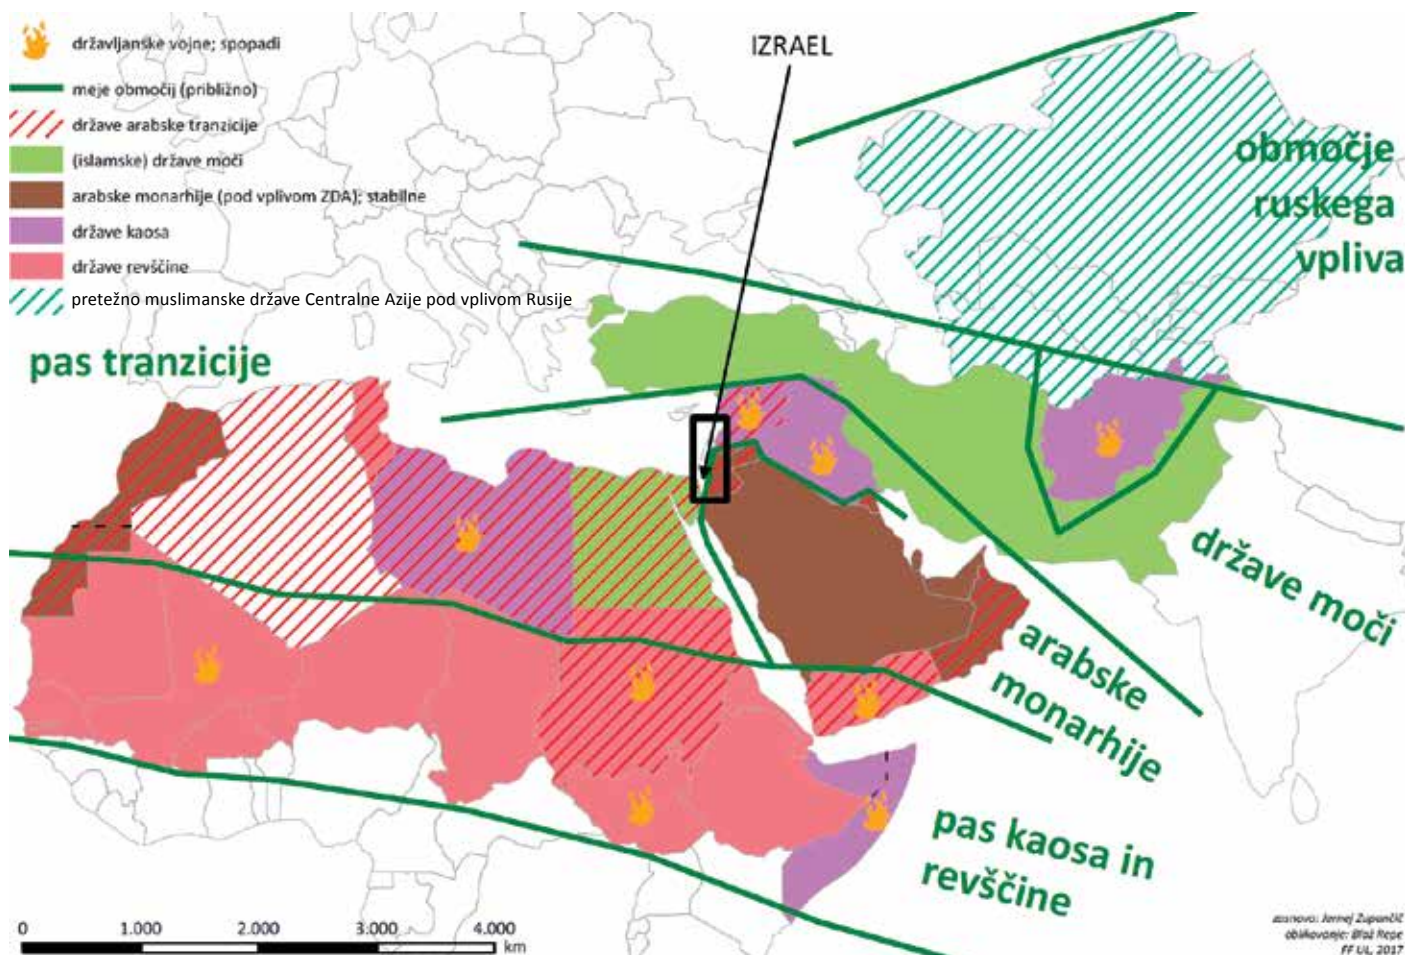 državljanske vojne; spopadi
meje območij (približno)
države arabske tranzicije
(islamske) države moči
arabske monarhije (pod vplivom ZDA); stabilne
države kaosa
države revščine
pretežno muslimanske države Centralne Azije pod vplivom Rusije
IZRAEL
območje
ruskega
vpliva
pas tranzicije
države moči
arabske
monarhije
pas kaosa in
revščine
0 1.000 2.000 3.000 4.000
km
zasnova: Jernej Zupančič
oblikovanje: Blaž Repe
FF UL, 2017